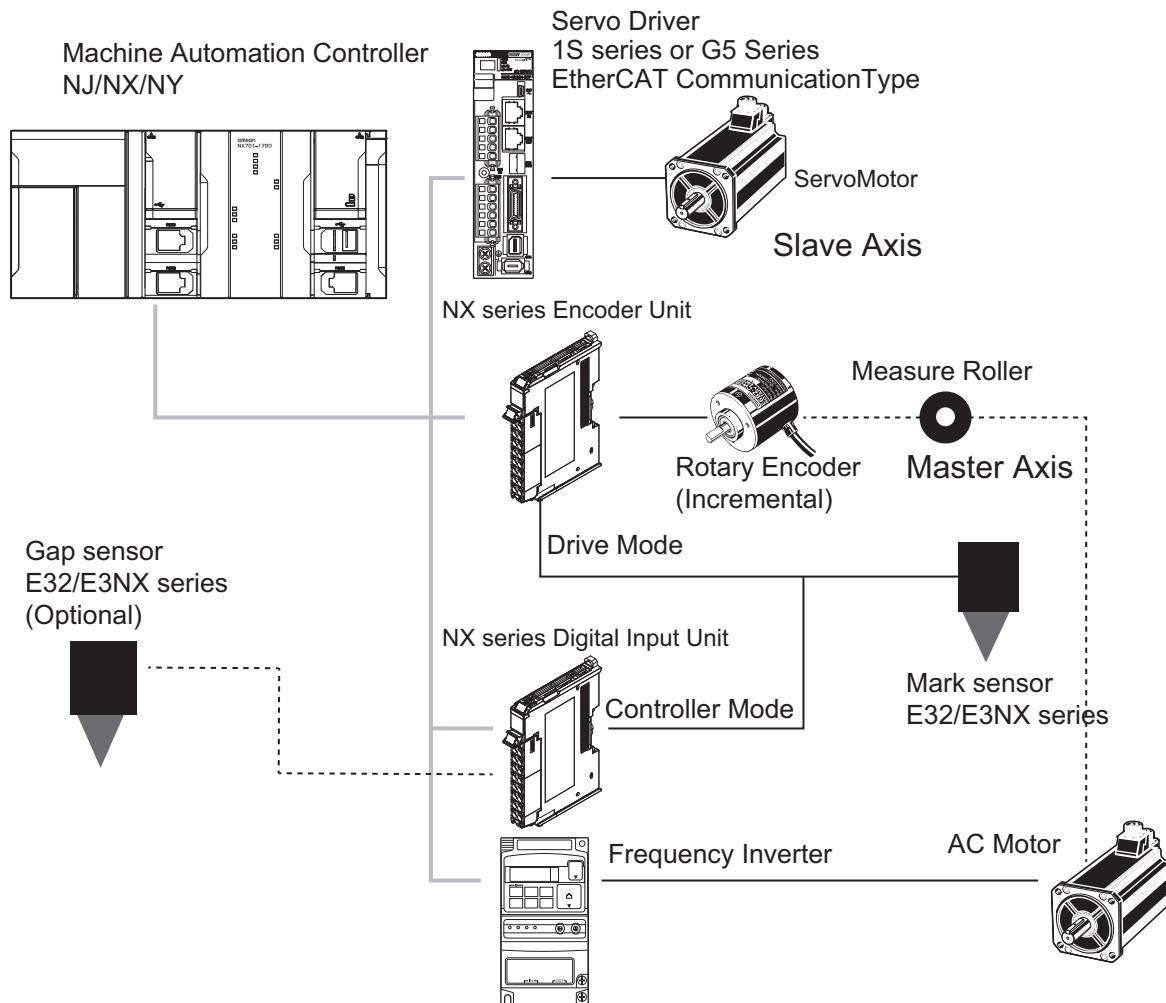 Machine Automation Controller
NJ/NX/NY
OMRON
NX701-1700
Servo Driver
1S series or G5 Series
EtherCAT CommunicationType
ServoMotor
Slave Axis
NX series Encoder Unit
Measure Roller
Rotary Encoder
(Incremental)
Master Axis
Drive Mode
Gap sensor
E32/E3NX series
(Optional)
NX series Digital Input Unit
Controller Mode
Mark sensor
E32/E3NX series
Frequency Inverter
AC Motor